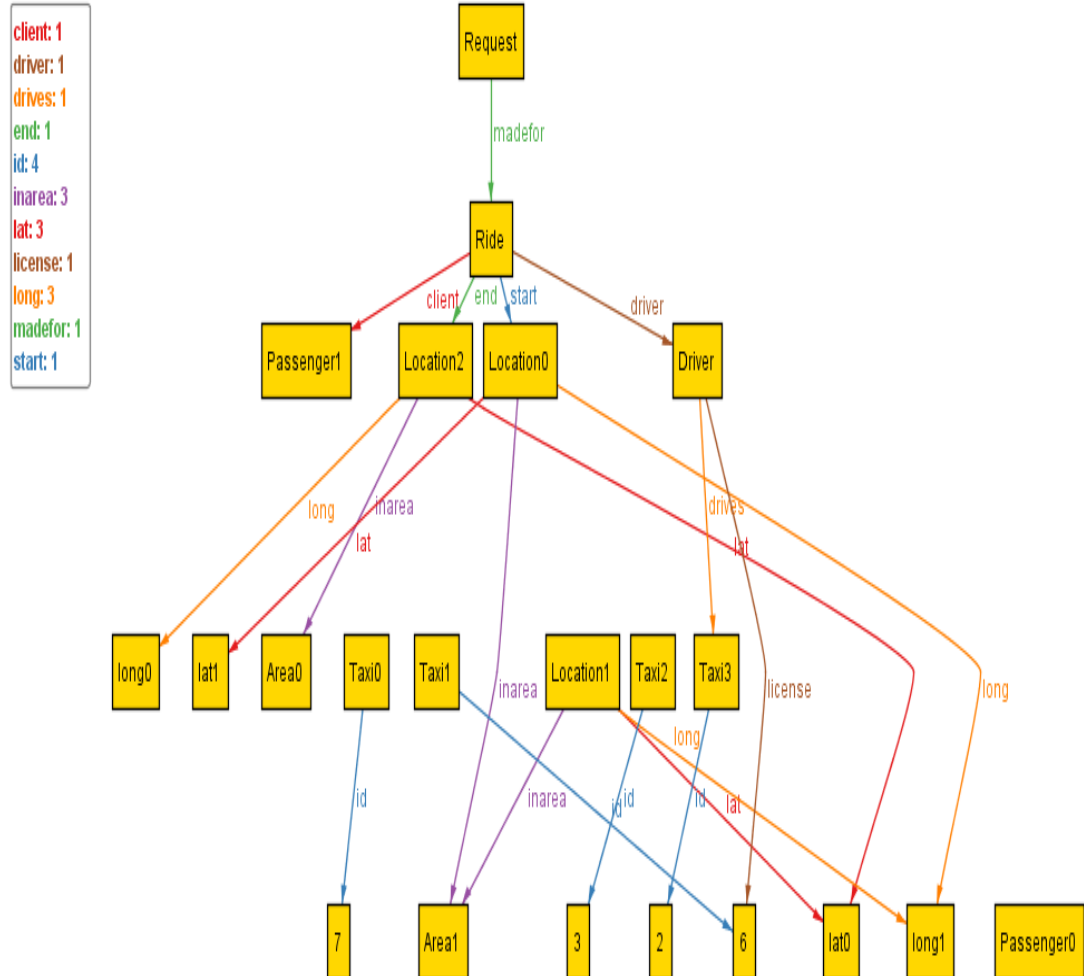 client: 1
driver: 1
drives: 1
end: 1
id: 4
inarea: 3
lat: 3
license: 1
long: 3
madefor: 1
start: 1
Request
madefor
Ride
client
end
start
driver
Passenger1
Location2
Location0
Driver
long
inarea
lat
drives
lat
long0
lat1
Area0
Taxi0
Taxi1
Location1
Taxi2
Taxi3
inarea
license
long
long
id
inarea
id
id
id
lat
7
Area1
3
2
6
lat0
long1
Passenger0